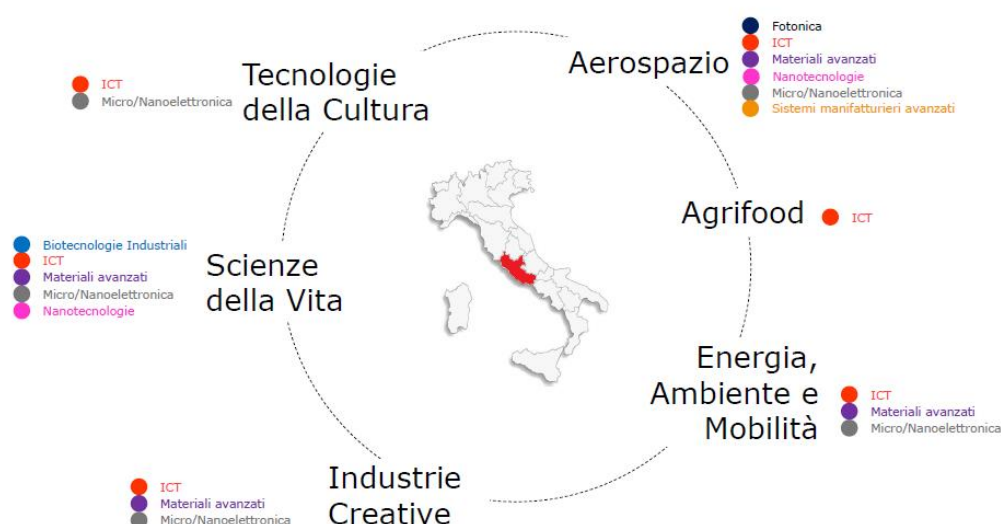 Tecnologie
della Cultura
ICT
Micro/Nanoelettronica
Aerospazio
Fotonica
ICT
Materiali avanzati
Nanotecnologie
Micro/Nanoelettronica
Sistemi manifatturieri avanzati
Agrifood
ICT
Scienze
della Vita
Biotecnologie Industriali
ICT
Materiali avanzati
Micro/Nanoelettronica
Nanotecnologie
Energia,
Ambiente e
Mobilità
ICT
Materiali avanzati
Micro/Nanoelettronica
Industrie
Creative
ICT
Materiali avanzati
Micro/Nanoelettronica